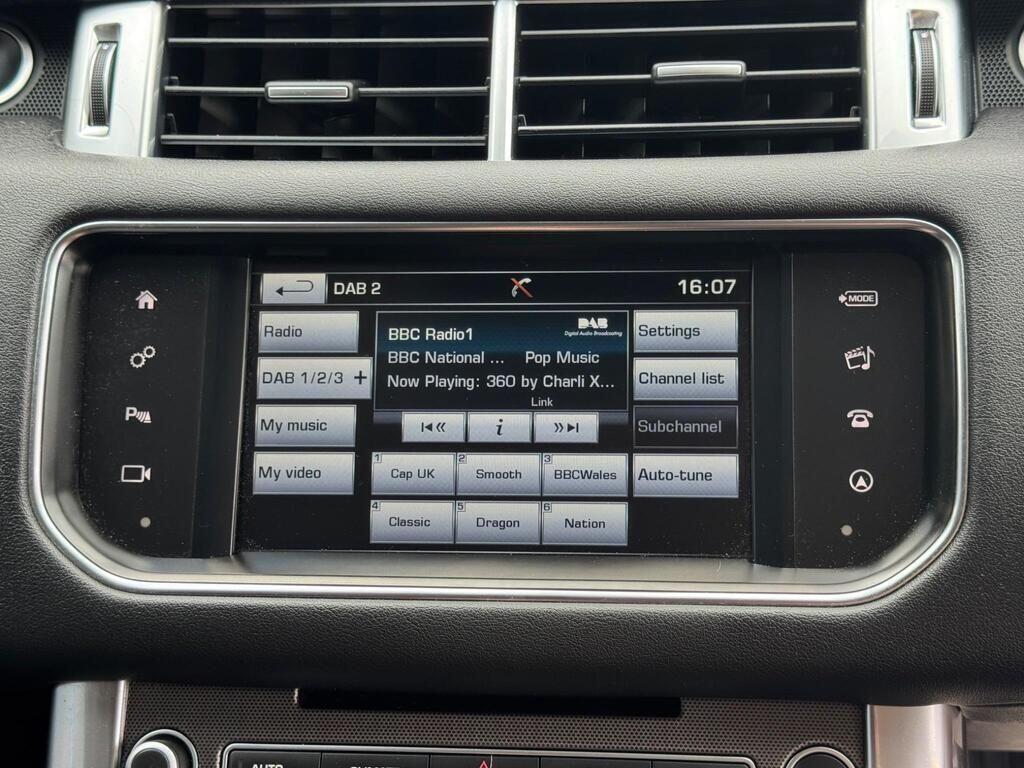 DAB 2
16:07
Radio
DAB 1/2/3 +
My music
My video
BBC Radio1
DAB
Digital Audio Broadcasting
BBC National ... Pop Music
Now Playing: 360 by Charli X...
Link
i
Settings
Channel list
Subchannel
Auto-tune
1 Cap UK
2 Smooth
3 BBCWales
4 Classic
5 Dragon
6 Nation
P
MODE
AUTO